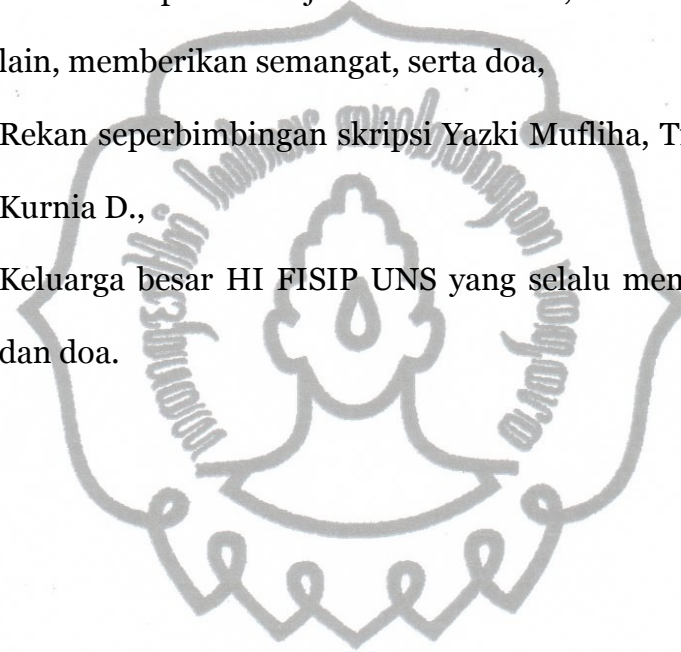 lain, memberikan semangat, serta doa,
Rekan seperbimbingan skripsi Yazki Mufliha,
Kurnia D.,
Keluarga besar HI FISIP UNS yang selalu
dan doa.